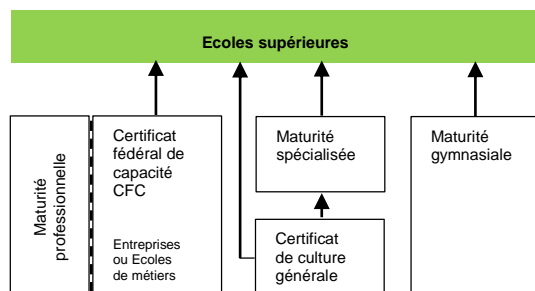 Ecoles supérieures
Maturité
professionnelle
Certificat
fédéral de
capacité
CFC
Entreprises
ou Ecoles
de métiers
Maturité
spécialisée
Certificat
de culture
générale
Maturité
gymnasiale